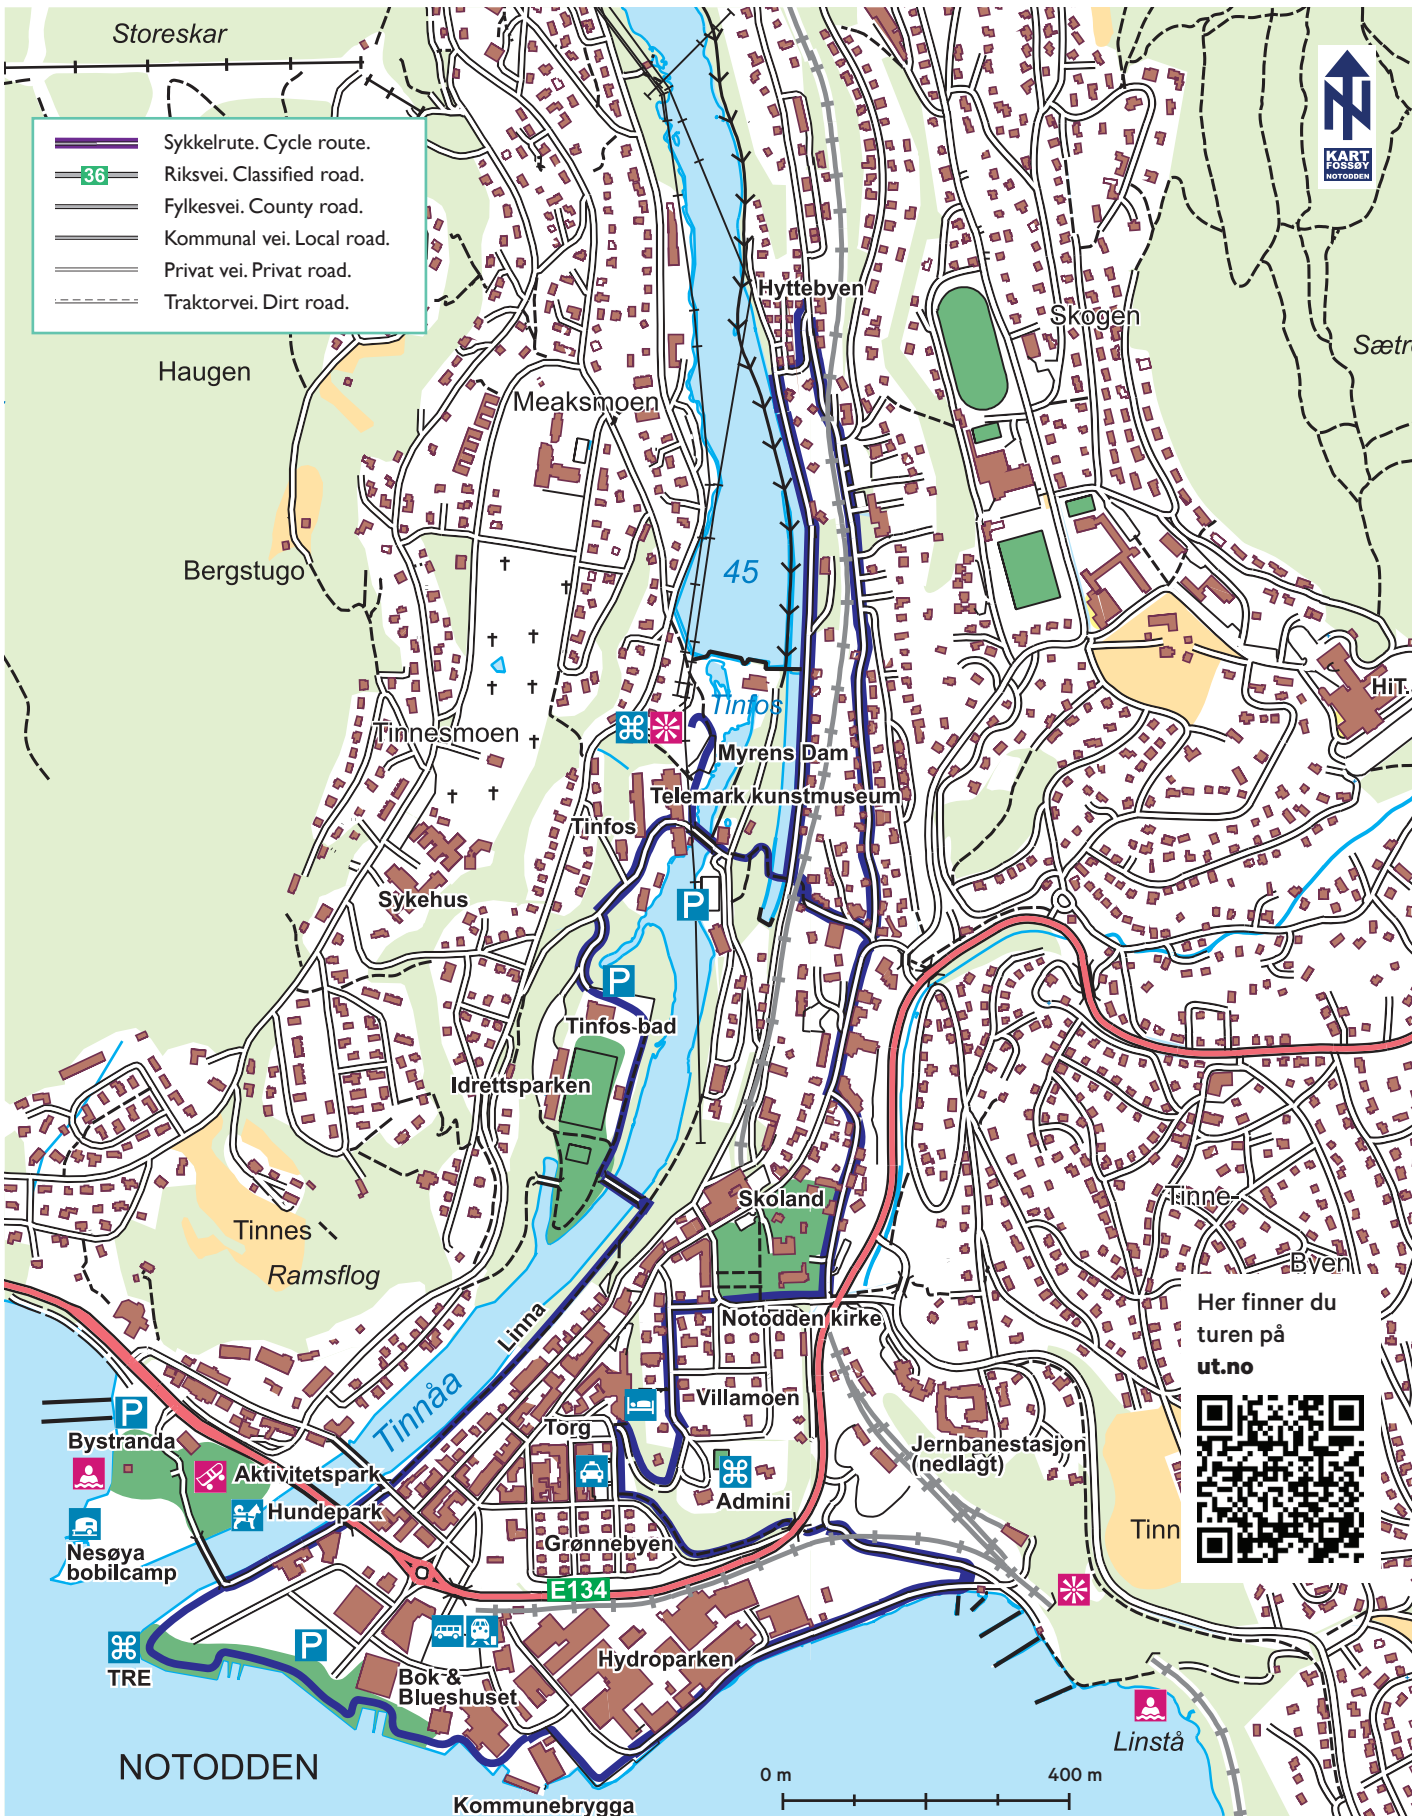 Storeskar
Sykkelrute. Cycle route.
36
Riksvei. Classified road.
Fylkesvei. County road.
Kommunal vei. Local road.
Privat vei. Privat road.
Traktorvei. Dirt road.
N
KART
FOSSØY
NOTODDEN
Hyttebyen
Skogen
Sætre
Haugen
Meaksmoen
45
Bergstugo
HiT.
Tinfos
Tinnesmoen
Myrens Dam
Telemark kunstmuseum
Tinfos
Sykehus
P
P
Tinfos bad
Idrettsparken
Skoland
Tinne-
Byen
Tinnes
Ramsflog
Linna
Notodden kirke
Her finner du
turen på
ut.no
Tinnåa
Villamoen
P
Bystranda
Torg
Jernbanestasjon
(nedlagt)
Aktivitetspark
Admini
Hundepark
Tinn
Grønnebyen
Nesøya
bobilcamp
E134
P
TRE
Hydroparken
Bok &
Blueshuset
Linstå
NOTODDEN
0 m
400 m
Kommunebrygga